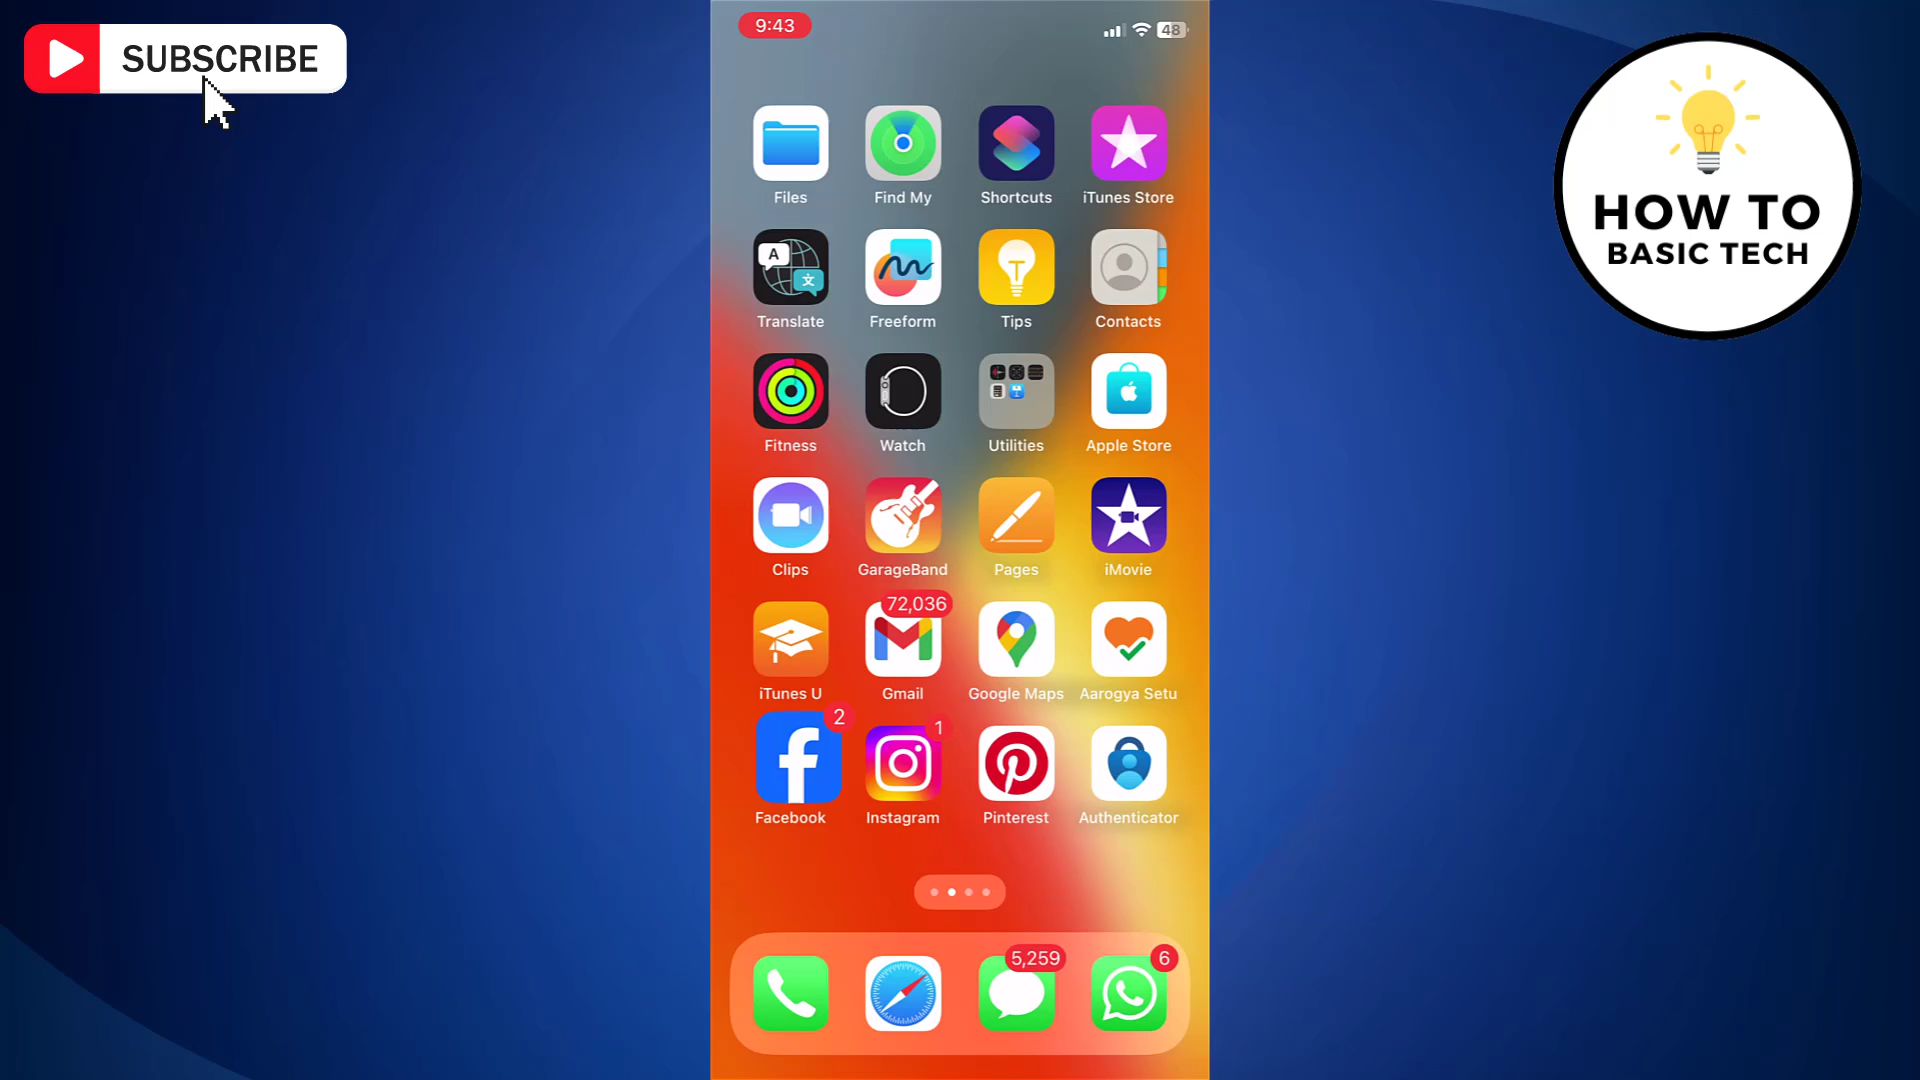 SUBSCRIBE
9:43
48
HOW TO
BASIC TECH
Files
Find My
Shortcuts
iTunes Store
A
文
Translate
Freeform
Tips
Contacts
Fitness
Watch
Utilities
Apple Store
Clips
GarageBand
Pages
iMovie
72,036
iTunes U
Gmail
Google Maps
Aarogya Setu
2
1
Facebook
Instagram
Pinterest
Authenticator
5,259
6